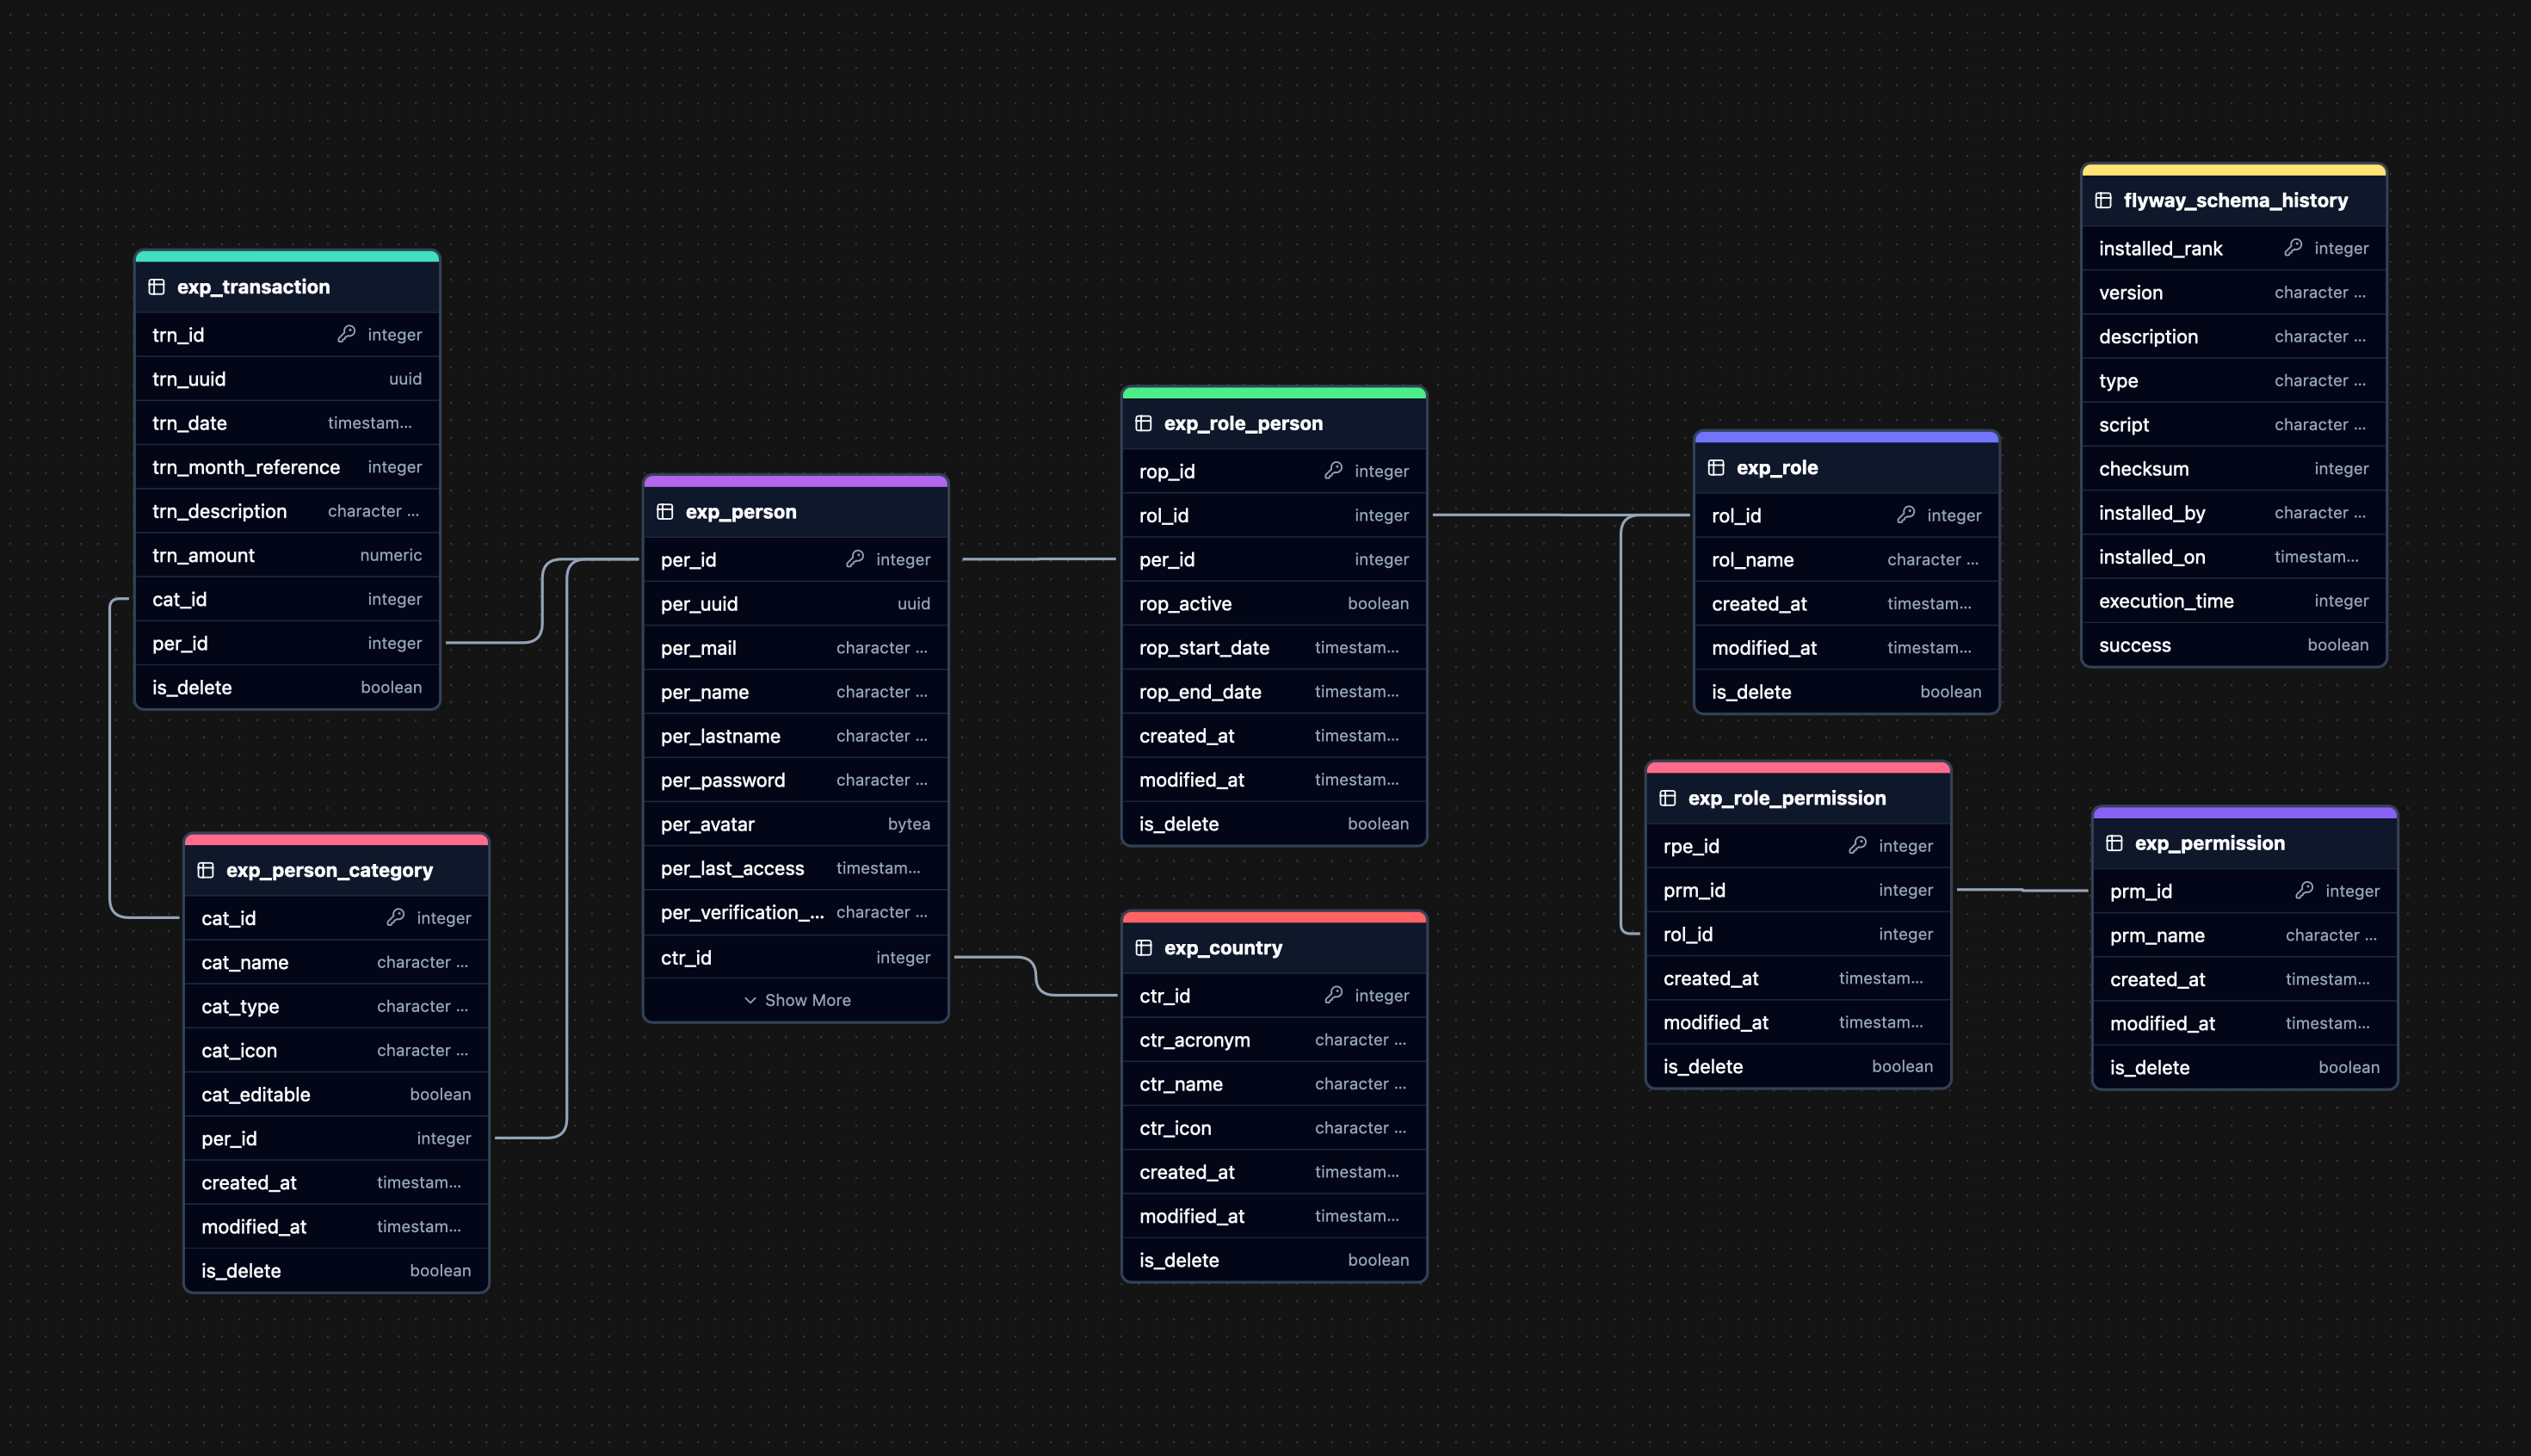 exp_transaction
trn_id integer
trn_uuid uuid
trn_date timestam...
trn_month_reference integer
trn_description character ...
trn_amount numeric
cat_id integer
per_id integer
is_delete boolean
exp_person_category
cat_id integer
cat_name character ...
cat_type character ...
cat_icon character ...
cat_editable boolean
per_id integer
created_at timestam...
modified_at timestam...
is_delete boolean
exp_person
per_id integer
per_uuid uuid
per_mail character ...
per_name character ...
per_lastname character ...
per_password character ...
per_avatar bytea
per_last_access timestam...
per_verification_... character ...
ctr_id integer
Show More
exp_role_person
rop_id integer
rol_id integer
per_id integer
rop_active boolean
rop_start_date timestam...
rop_end_date timestam...
created_at timestam...
modified_at timestam...
is_delete boolean
exp_country
ctr_id integer
ctr_acronym character ...
ctr_name character ...
ctr_icon character ...
created_at timestam...
modified_at timestam...
is_delete boolean
exp_role
rol_id integer
rol_name character ...
created_at timestam...
modified_at timestam...
is_delete boolean
exp_role_permission
rpe_id integer
prm_id integer
rol_id integer
created_at timestam...
modified_at timestam...
is_delete boolean
flyway_schema_history
installed_rank integer
version character ...
description character ...
type character ...
script character ...
checksum integer
installed_by character ...
installed_on timestam...
execution_time integer
success boolean
exp_permission
prm_id integer
prm_name character ...
created_at timestam...
modified_at timestam...
is_delete boolean